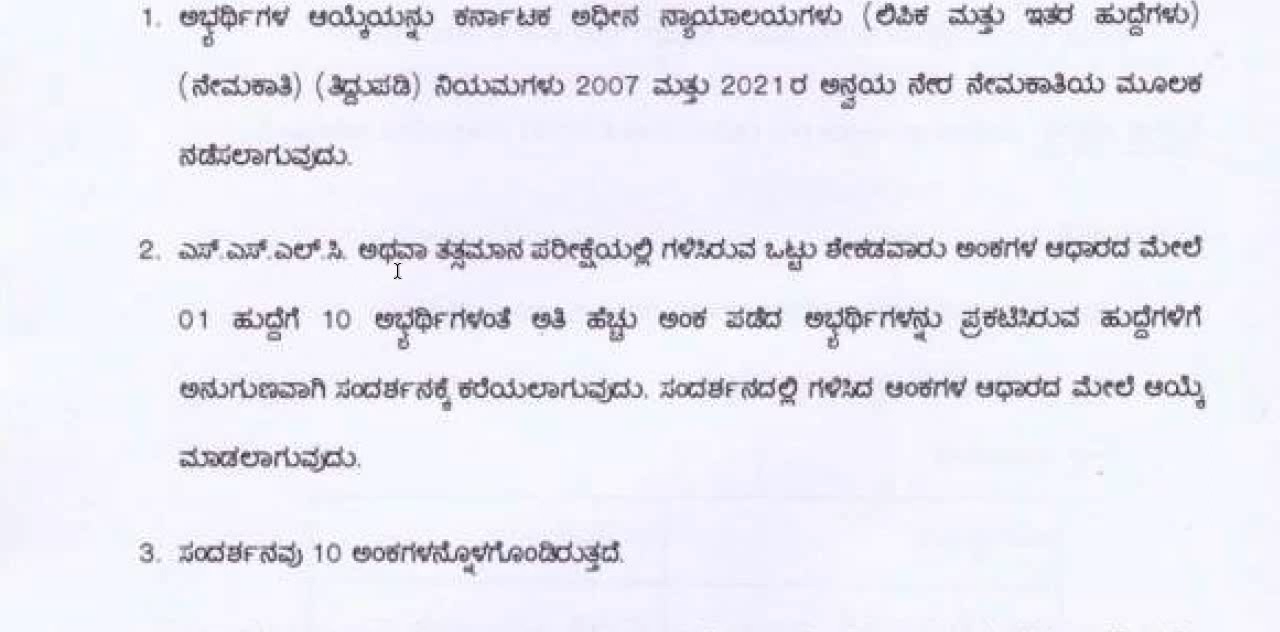 1. ಅಭ್ಯರ್ಥಿಗಳ ಆಯ್ಕೆಯನ್ನು ಕರ್ನಾಟಕ ಅಧೀನ ನ್ಯಾಯಾಲಯಗಳು (ಲಿಪಿಕ ಮತ್ತು ಇತರ ಹುದ್ದೆಗಳು)
(ನೇಮಕಾತಿ) (ತಿದ್ದುಪಡಿ) ನಿಯಮಗಳು 2007 ಮತ್ತು 2021ರ ಅನ್ವಯ ನೇರ ನೇಮಕಾತಿಯ ಮೂಲಕ
ನಡೆಸಲಾಗುವುದು.
2. ಎಸ್.ಎಸ್.ಎಲ್.ಸಿ. ಅಥವಾ ತತ್ಸಮಾನ ಪರೀಕ್ಷೆಯಲ್ಲಿ ಗಳಿಸಿರುವ ಒಟ್ಟು ಶೇಕಡವಾರು ಅಂಕಗಳ ಆಧಾರದ ಮೇಲೆ
01 ಹುದ್ದೆಗೆ 10 ಅಭ್ಯರ್ಥಿಗಳಂತೆ ಅತಿ ಹೆಚ್ಚು ಅಂಕ ಪಡೆದ ಅಭ್ಯರ್ಥಿಗಳನ್ನು ಪ್ರಕಟಿಸಿರುವ ಹುದ್ದೆಗಳಿಗೆ
ಅನುಗುಣವಾಗಿ ಸಂದರ್ಶನಕ್ಕೆ ಕರೆಯಲಾಗುವುದು. ಸಂದರ್ಶನದಲ್ಲಿ ಗಳಿಸಿದ ಅಂಕಗಳ ಆಧಾರದ ಮೇಲೆ ಆಯ್ಕೆ
ಮಾಡಲಾಗುವುದು.
3. ಸಂದರ್ಶನವು 10 ಅಂಕಗಳನ್ನೊಳಗೊಂಡಿರುತ್ತದೆ.